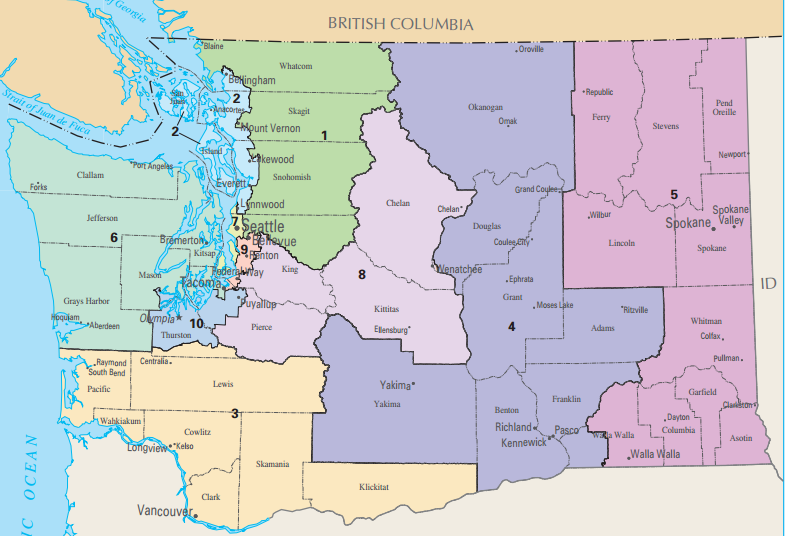 of Georgia
BRITISH COLUMBIA
Blaine
Whatcom
Oroville
Bellingham
San
Juan
2
Anacortes
Skagit
Okanogan
Republic
Pend
Oreille
Strait of Juan de Fuca
2
Mount Vernon
1
Omak
Ferry
Stevens
Island
Lakewood
Newport
Port Angeles
Clallam
Snohomish
Everett
Forks
Chelan
Grand Coulee
5
Lynnwood
Chelan
Wilbur
Spokane
Valley
Jefferson
7
Seattle
Douglas
Spokane
6
Bremerton
Bellevue
Coulee City
Lincoln
Spokane
9
Renton
Kitsap
King
Wenatchee
Mason
Federal Way
8
Ephrata
ID
Tacoma
Grant
Grays Harbor
Puyallup
Kittitas
Moses Lake
Ritzville
Hoquiam
Aberdeen
Olympia
10
Pierce
Ellensburg
4
Adams
Whitman
Thurston
Colfax
Raymond
South Bend
Centralia
Pullman
Pacific
Lewis
Yakima
Yakima
Benton
Franklin
Garfield
Clarkston
3
Wahkiakum
Cowlitz
Richland
Pasco
Kennewick
Walla Walla
Dayton
Columbia
Asotin
Longview
Kelso
Walla Walla
Skamania
Clark
Klickitat
Vancouver
IC OCEAN